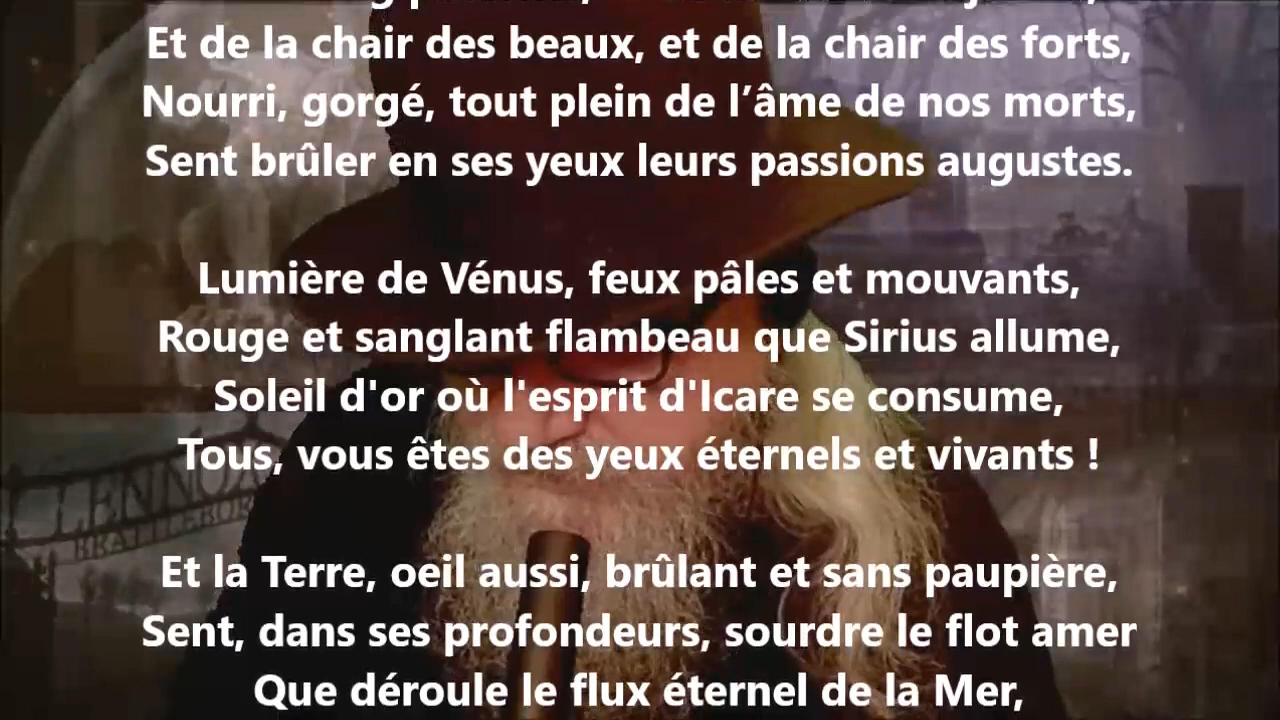 Et de la chair des beaux, et de la chair des forts,
Nourri, gorgé, tout plein de l’âme de nos morts,
Sent brûler en ses yeux leurs passions augustes.
Lumière de Vénus, feux pâles et mouvants,
Rouge et sanglant flambeau que Sirius allume,
Soleil d'or où l'esprit d'Icare se consume,
Tous, vous êtes des yeux éternels et vivants !
LENNOX
BRATTLEBOR
Et la Terre, oeil aussi, brûlant et sans paupière,
Sent, dans ses profondeurs, sourdre le flot amer
Que déroule le flux éternel de la Mer,